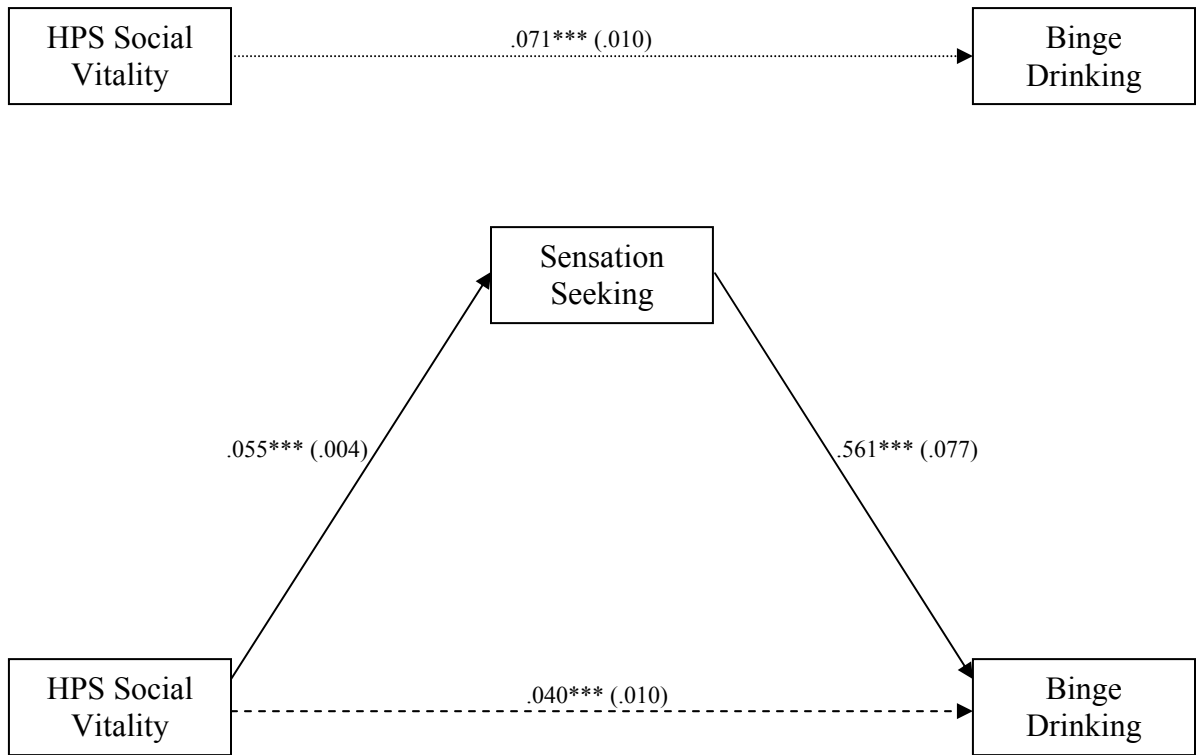 HPS Social
Vitality
.071*** (.010)
Binge
Drinking
Sensation
Seeking
.055*** (.004)
.561*** (.077)
HPS Social
Vitality
.040*** (.010)
Binge
Drinking